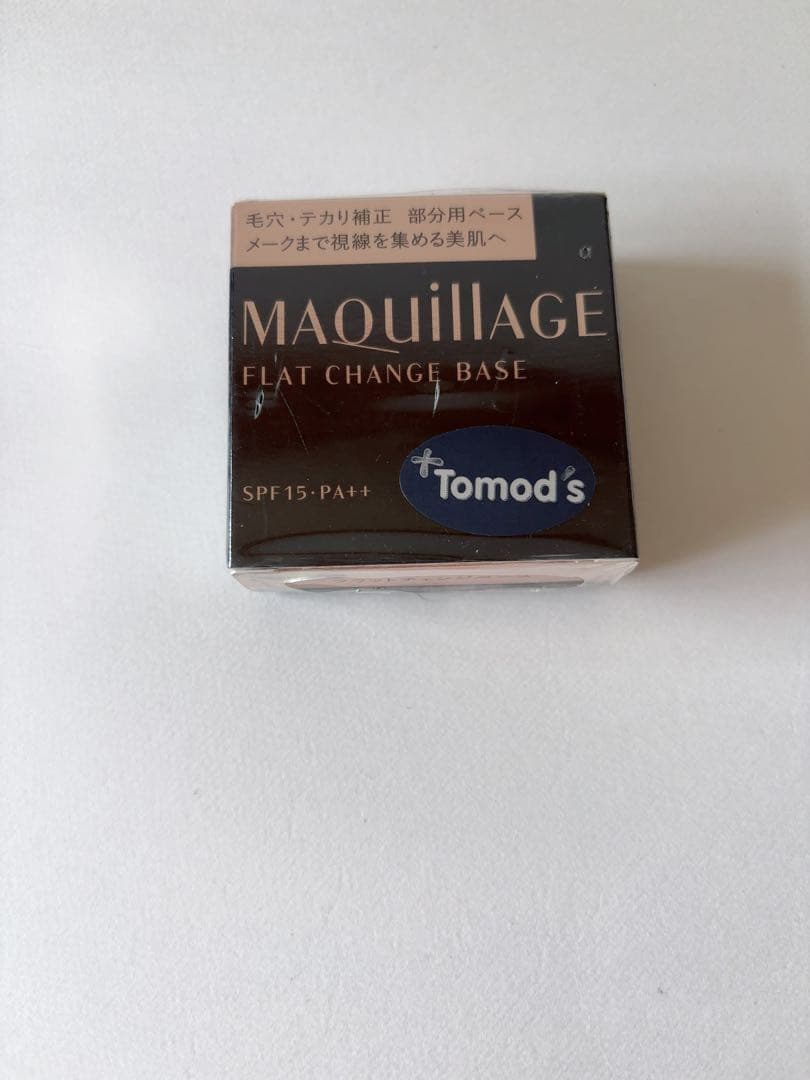 毛穴・テカリ補正 部分用ベース
メークまで視線を集める美肌へ
MAQuillAGE
FLAT CHANGE BASE
Tomod's
SPF15・PA++